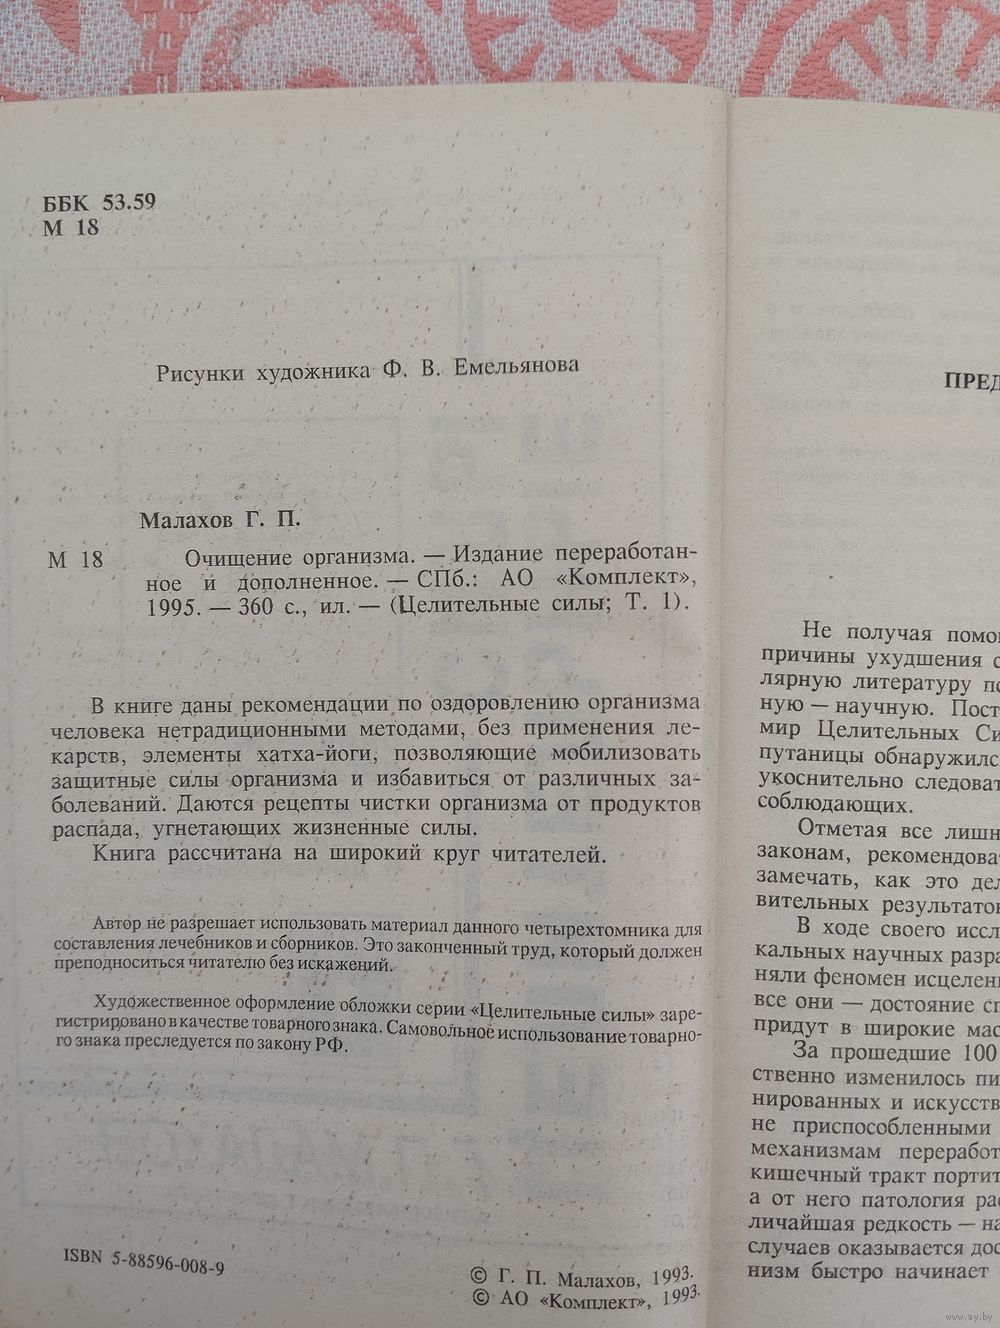 ББК 53.59
М 18
Рисунки художника Ф. В. Емельянова
Малахов Г. П.
М 18 Очищение организма. — Издание переработан-
ное и дополненное. — СПб.: АО «Комплект»,
1995. — 360 с., ил. — (Целительные силы; Т. 1).
В книге даны рекомендации по оздоровлению организма
человека нетрадиционными методами, без применения ле-
карств, элементы хатха-йоги, позволяющие мобилизовать
защитные силы организма и избавиться от различных за-
болеваний. Даются рецепты чистки организма от продуктов
распада, угнетающих жизненные силы.
Книга рассчитана на широкий круг читателей.
Автор не разрешает использовать материал данного четырехтомника для
составления лечебников и сборников. Это законченный труд, который должен
преподноситься читателю без искажений.
Художественное оформление обложки серии «Целительные силы» заре-
гистрировано в качестве товарного знака. Самовольное использование товарно-
го знака преследуется по закону РФ.
ISBN 5-88596-008-9
© Г. П. Малахов, 1993.
© АО «Комплект», 1993.
ПРЕД
Не получая помо
причины ухудшения с
лярную литературу по
ную — научную. Пост
мир Целительных Си
путаницы обнаружилс
укоснительно следоват
соблюдающих.
Отметая все лишн
законам, рекомендова
замечать, как это дел
вительных результатов
В ходе своего иссл
кальных научных разра
няли феномен исцелени
все они — достояние сп
придут в широкие мас
За прошедшие 100
ственно изменилось пи
нированных и искусств
не приспособленными
механизмам переработ
кишечный тракт портит
а от него патология рас
личайшая редкость — на
случаев оказывается дос
низм быстро начинает
www.ay.by